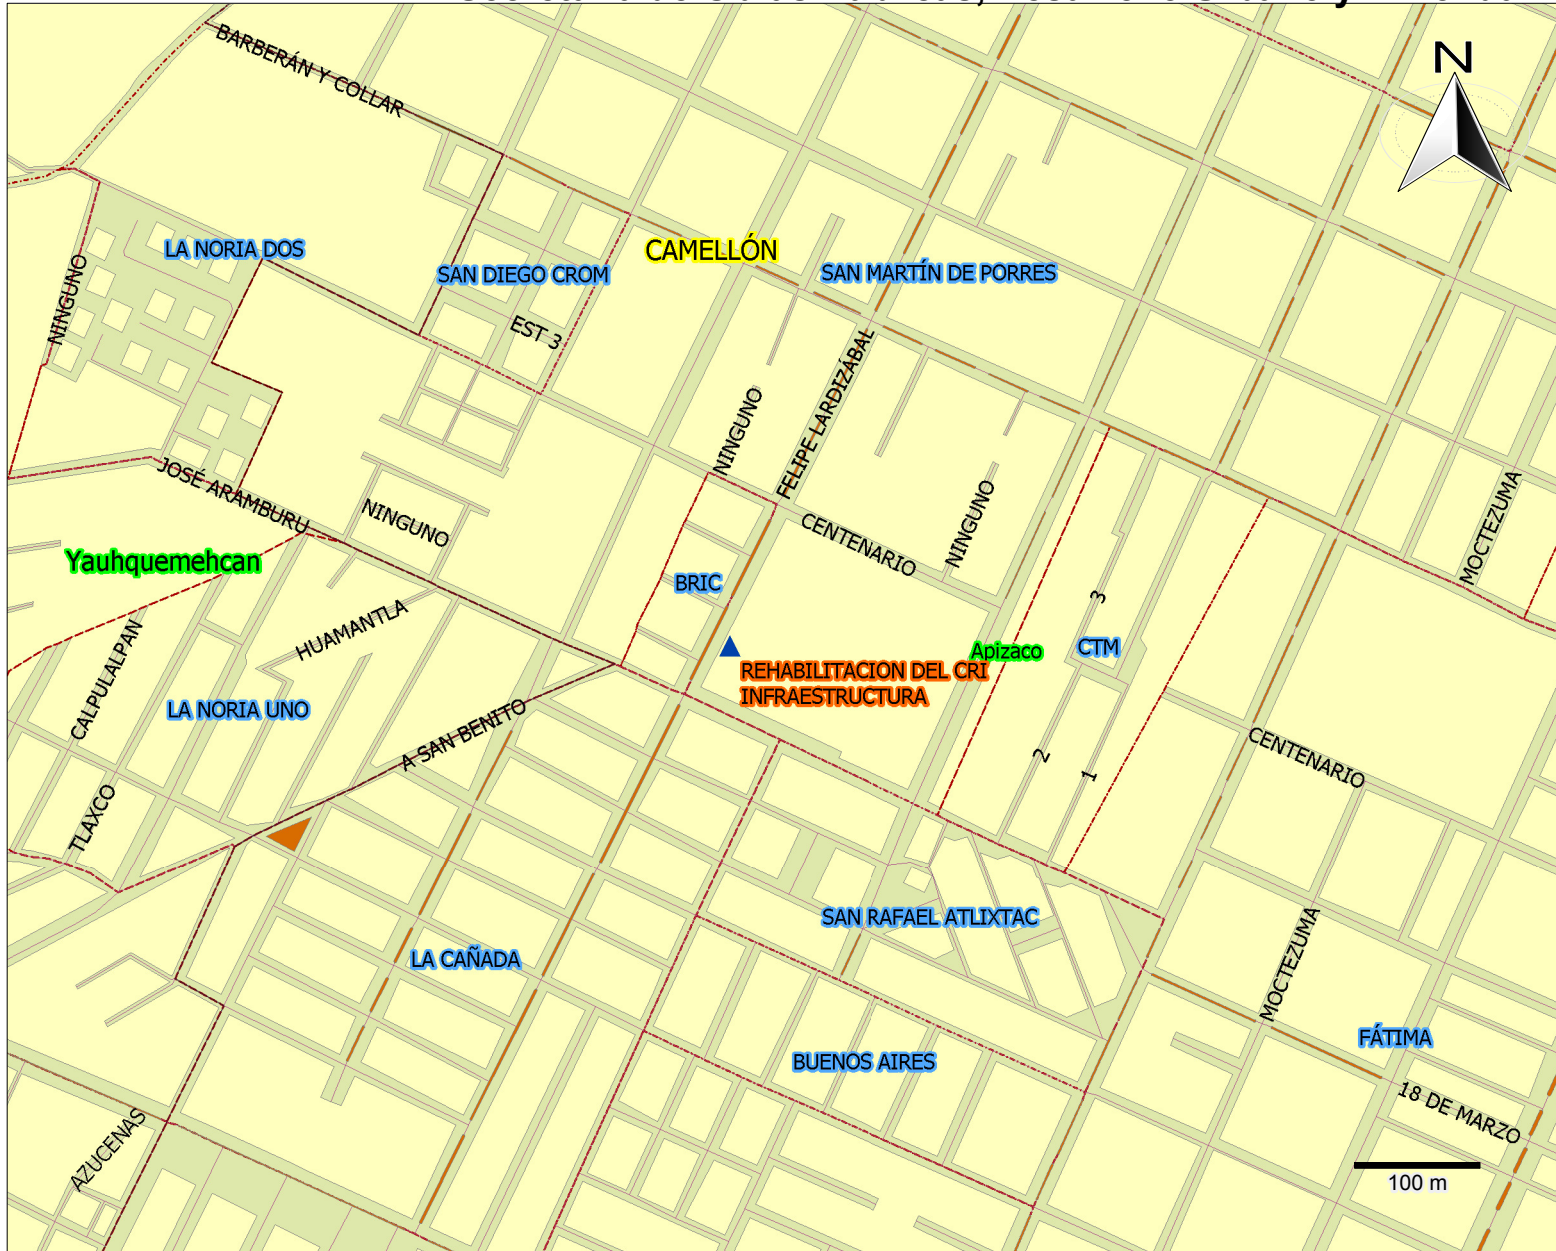 N
BARBERÁN Y COLLAR
LA NORIA DOS
CAMELLÓN
SAN DIEGO CROM
SAN MARTÍN DE PORRES
NINGUNO
EST 3
FELIPE LARDIZÁBAL
NINGUNO
JOSÉ ARAMBURU
NINGUNO
CENTENARIO
NINGUNO
MOCTEZUMA
Yauhquemehcan
BRIC
3
HUAMANTLA
CALPULALPAN
Apizaco
CTM
REHABILITACION DEL CRI
INFRAESTRUCTURA
LA NORIA UNO
A SAN BENITO
2
1
CENTENARIO
TLAXCO
SAN RAFAEL ATLIXTAC
LA CAÑADA
MOCTEZUMA
FÁTIMA
BUENOS AIRES
18 DE MARZO
AZUCENAS
100 m